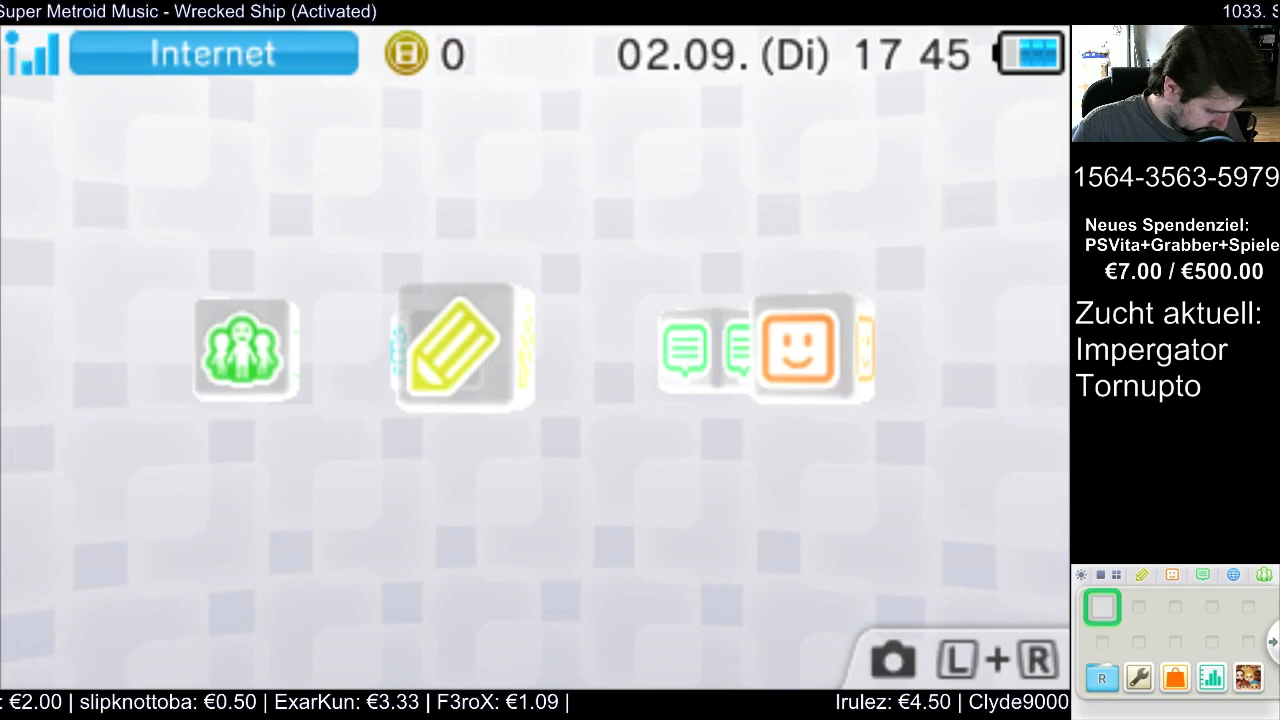 Super Metroid Music - Wrecked Ship (Activated)
1033. S
Internet
0
02.09. (Di) 17 45
1564-3563-5979
Neues Spendenziel:
PSVita+Grabber+Spiele
€7.00 / €500.00
Zucht aktuell:
Impergator
Tornupto
L + R
R
: €2.00 | slipknottoba: €0.50 | ExarKun: €3.33 | F3roX: €1.09 |
Irulez: €4.50 | Clyde9000